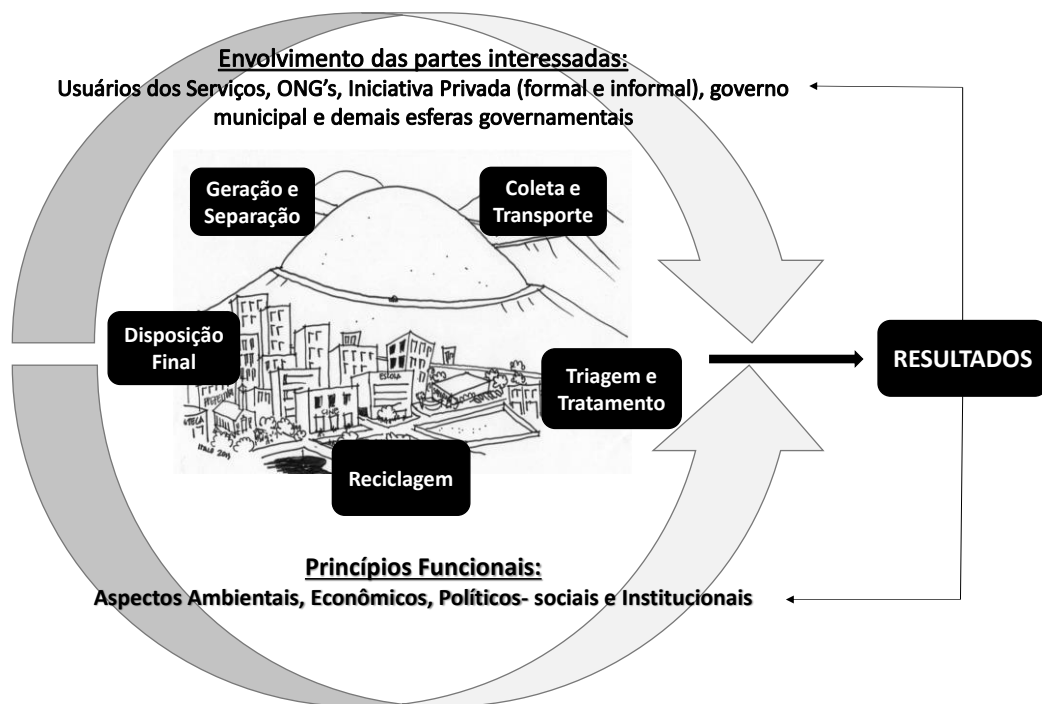 Envolvimento das partes interessadas:
Usuários dos Serviços, ONG's, Iniciativa Privada (formal e informal), governo
municipal e demais esferas governamentais
Geração e
Separação
Coleta e
Transporte
Disposição
Final
Triagem e
Tratamento
RESULTADOS
ESCOLA
Reciclagem
Princípios Funcionais:
Aspectos Ambientais, Econômicos, Políticos- sociais e Institucionais